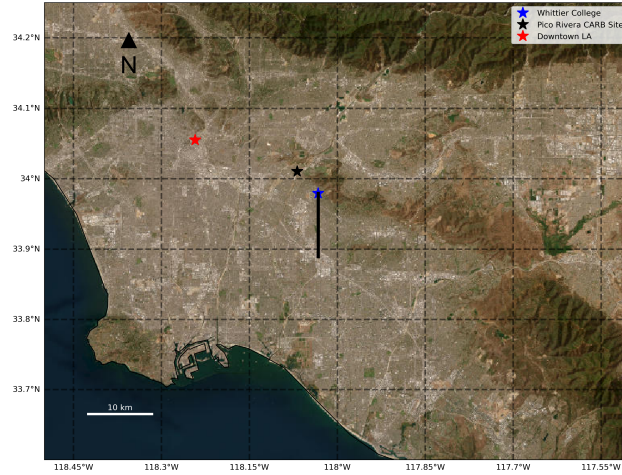 Whittier College
Pico Rivera CARB Site
Downtown LA
34.2°N
N
34.1°N
34°N
33.9°N
33.8°N
33.7°N
10 km
118.45°W 118.3°W 118.15°W 118°W 117.85°W 117.7°W 117.55°W